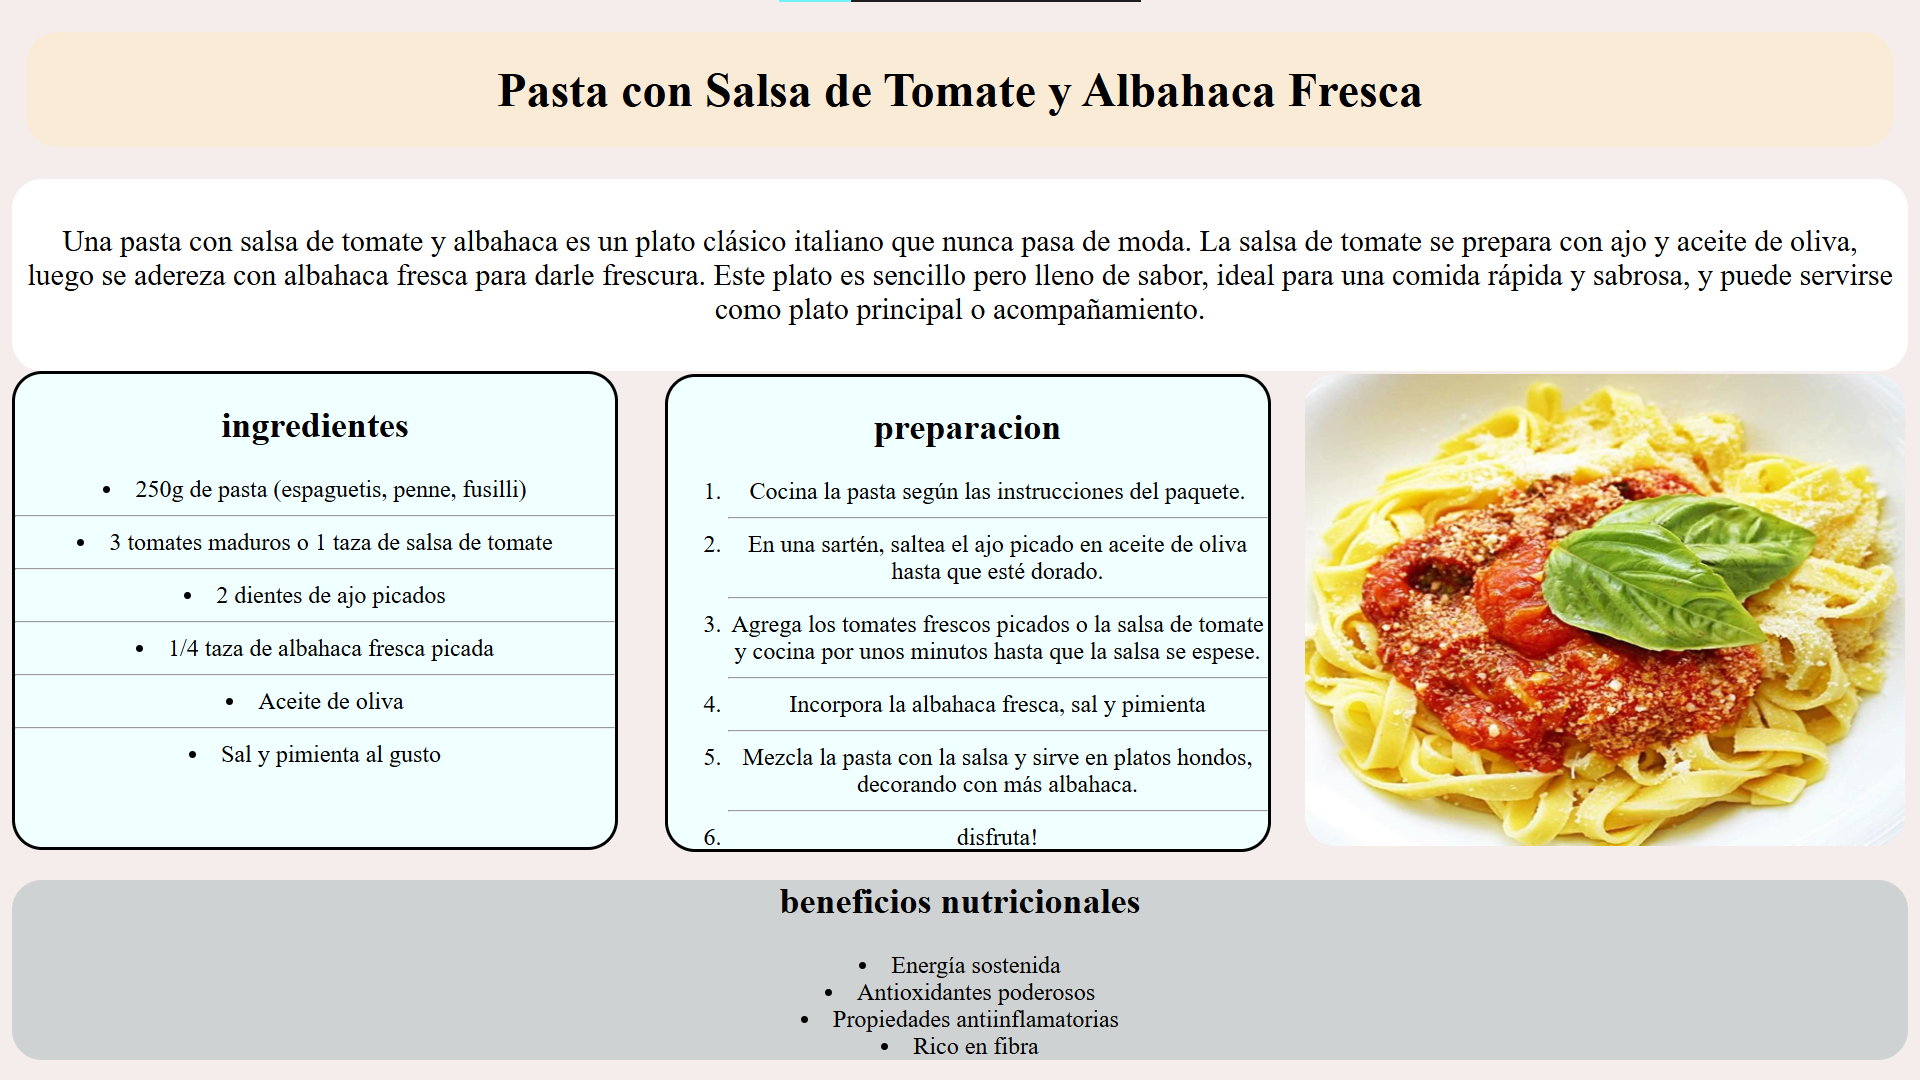 Pasta con Salsa de Tomate y Albahaca Fresca
Una pasta con salsa de tomate y albahaca es un plato clásico italiano que nunca pasa de moda. La salsa de tomate se prepara con ajo y aceite de oliva,
luego se adereza con albahaca fresca para darle frescura. Este plato es sencillo pero lleno de sabor, ideal para una comida rápida y sabrosa, y puede servirse
como plato principal o acompañamiento.
ingredientes
• 250g de pasta (espaguetis, penne, fusilli)
• 3 tomates maduros o 1 taza de salsa de tomate
• 2 dientes de ajo picados
• 1/4 taza de albahaca fresca picada
• Aceite de oliva
• Sal y pimienta al gusto
preparacion
1. Cocina la pasta según las instrucciones del paquete.
2. En una sartén, saltea el ajo picado en aceite de oliva
hasta que esté dorado.
3. Agrega los tomates frescos picados o la salsa de tomate
y cocina por unos minutos hasta que la salsa se espese.
4. Incorpora la albahaca fresca, sal y pimienta
5. Mezcla la pasta con la salsa y sirve en platos hondos,
decorando con más albahaca.
6. disfruta!
beneficios nutricionales
• Energía sostenida
• Antioxidantes poderosos
• Propiedades antiinflamatorias
• Rico en fibra